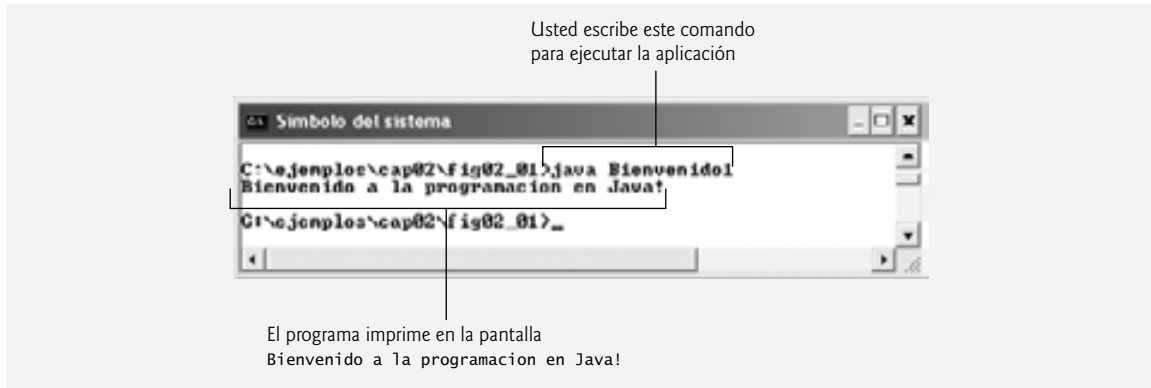 Usted escribe este comando
para ejecutar la aplicación
Símbolo del sistema
C:\ejemplos\cap02\fig02_01>java Bienvenido1
Bienvenido a la programacion en Java!
C:\ejemplos\cap02\fig02_01>_
El programa imprime en la pantalla
Bienvenido a la programacion en Java!